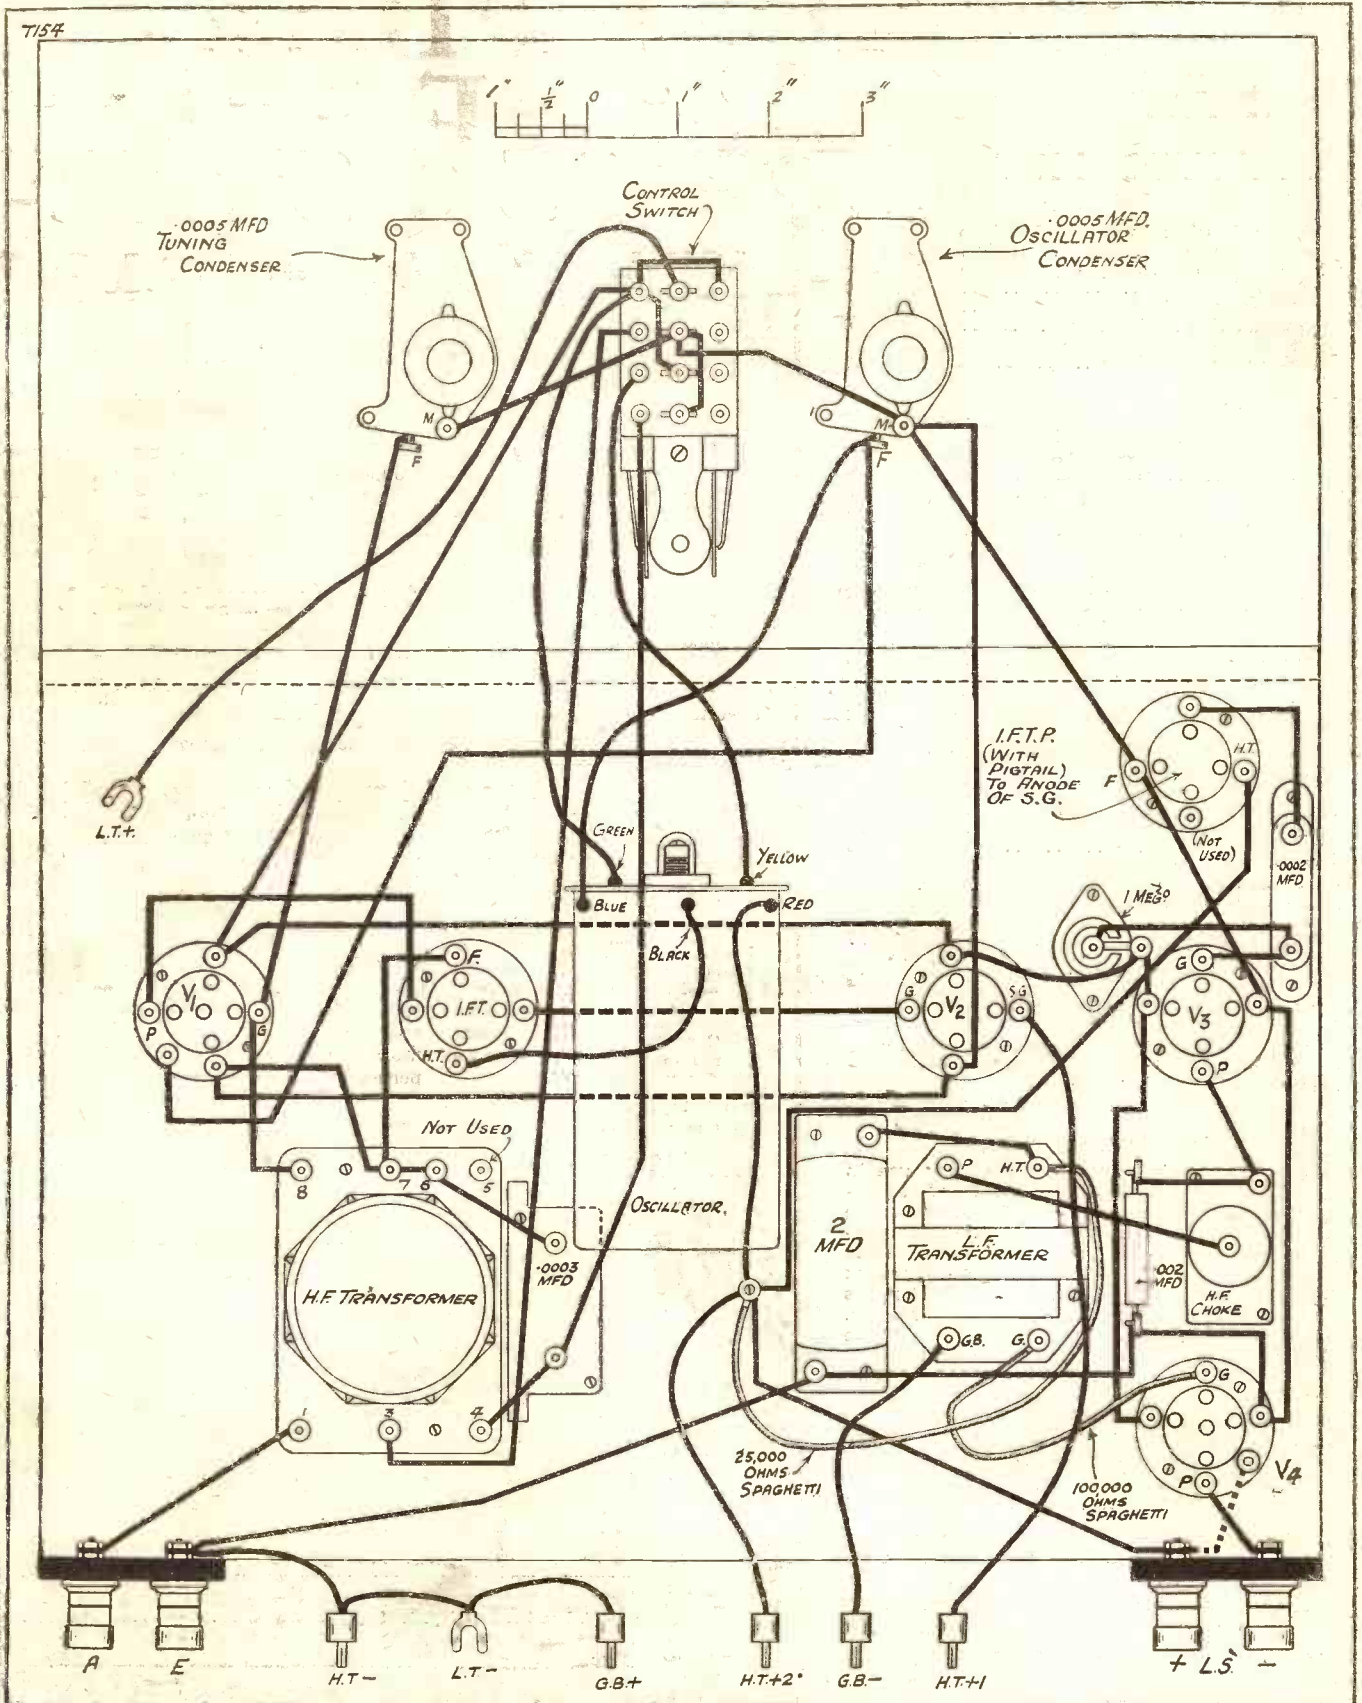 T154
1" ½" 0 1" 2" 3"
CONTROL
SWITCH
.0005 MFD
TUNING
CONDENSER
.0005 MFD.
OSCILLATOR
CONDENSER
M
F
1
M
F
L.T.+.
I.F.T.P.
(WITH
PIGTAIL)
TO ANODE
OF S.G.
F
H.T.
(NOT
USED)
.0002
MFD
GREEN
YELLOW
BLUE
RED
BLACK
1 MEG.
V1
P
G
F.
I.F.T.
H.T.
G
V2
S.G
G
V3
P
NOT USED
8
7
6
5
H.F. TRANSFORMER
.0003
MFD
1
3
4
OSCILLATOR.
2
MFD
P
H.T.
L.F.
TRANSFORMER
G.B.
G.
.002
MFD
H.F.
CHOKE
G
P
V4
25,000
OHMS
SPAGHETTI
100,000
OHMS
SPAGHETTI
A
E
H.T-
L.T-
G.B.+
H.T.+2
G.B.-
H.T.+1
+ L.S. -